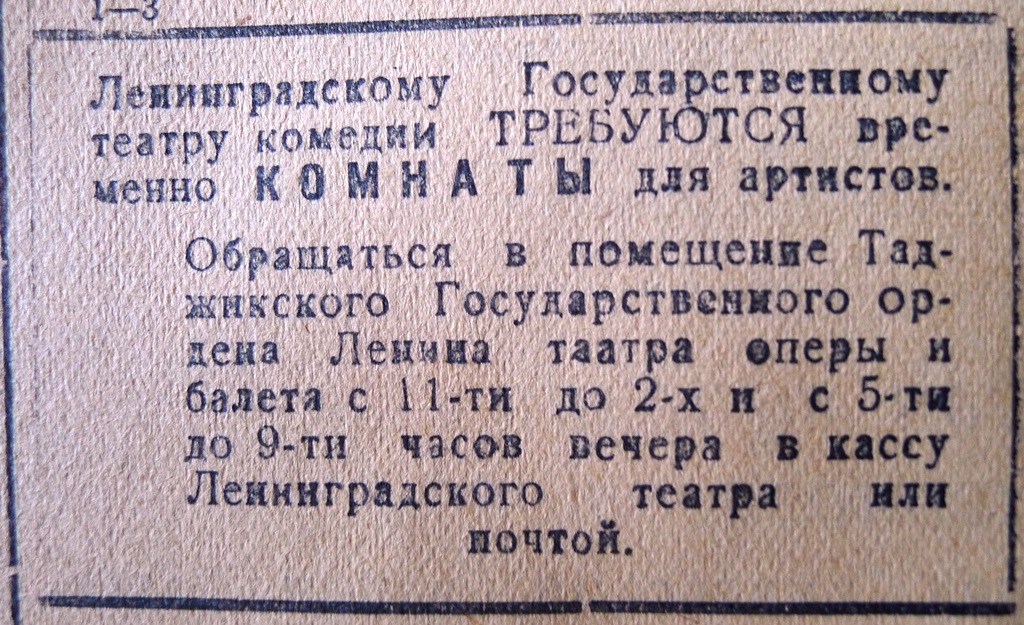 1—3
Ленинградскому Государственному
театру комедии ТРЕБУЮТСЯ вре-
менно КОМНАТЫ для артистов.
Обращаться в помещение Тад-
жикского Государственного ор-
дена Ленина таатра оперы и
балета с 11-ти до 2-х и с 5-ти
до 9-ти часов вечера в кассу
Ленинградского театра или
почтой.